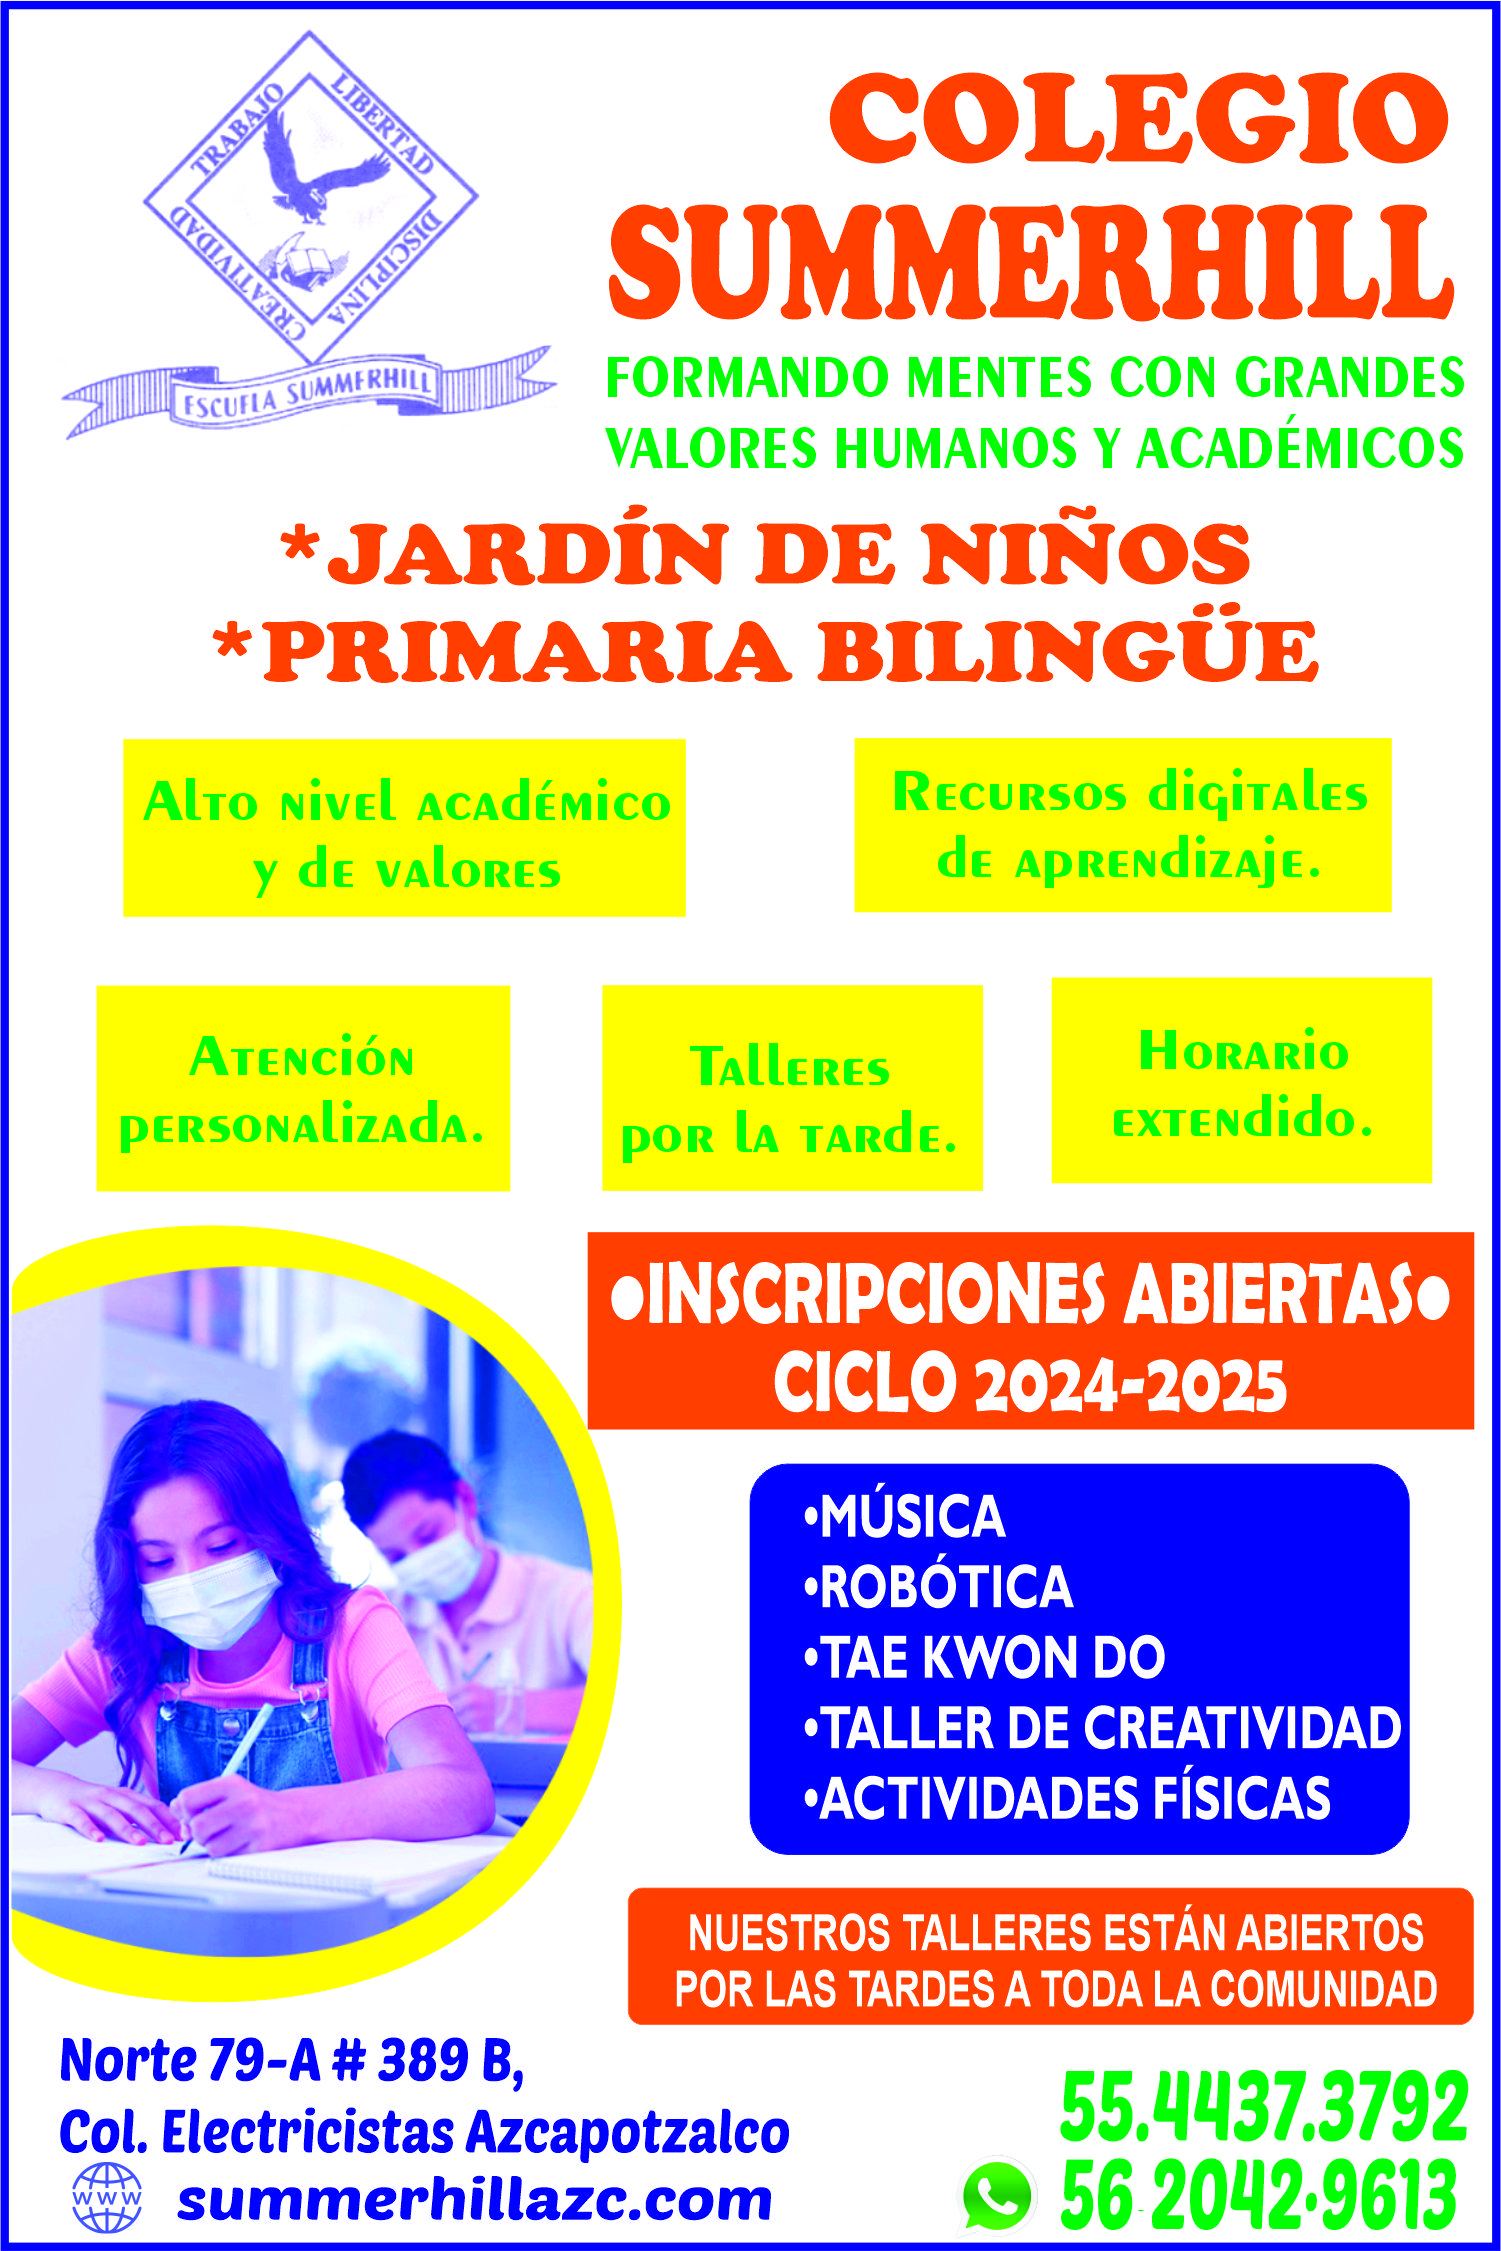 TRABAJO
LIBERTAD
DISCIPLINA
CREATIVIDAD
ESCUELA SUMMERHILL
COLEGIO
SUMMERHILL
FORMANDO MENTES CON GRANDES
VALORES HUMANOS Y ACADÉMICOS
*JARDÍN DE NIÑOS
*PRIMARIA BILINGÜE
Alto nivel académico
y de valores
Recursos digitales
de aprendizaje.
Atención
personalizada.
Talleres
por la tarde.
Horario
extendido.
•INSCRIPCIONES ABIERTAS•
CICLO 2024-2025
•MÚSICA
•ROBÓTICA
•TAE KWON DO
•TALLER DE CREATIVIDAD
•ACTIVIDADES FÍSICAS
NUESTROS TALLERES ESTÁN ABIERTOS
POR LAS TARDES A TODA LA COMUNIDAD
Norte 79-A # 389 B,
Col. Electricistas Azcapotzalco
www summerhillazc.com
55.4437.3792
56-2042·9613